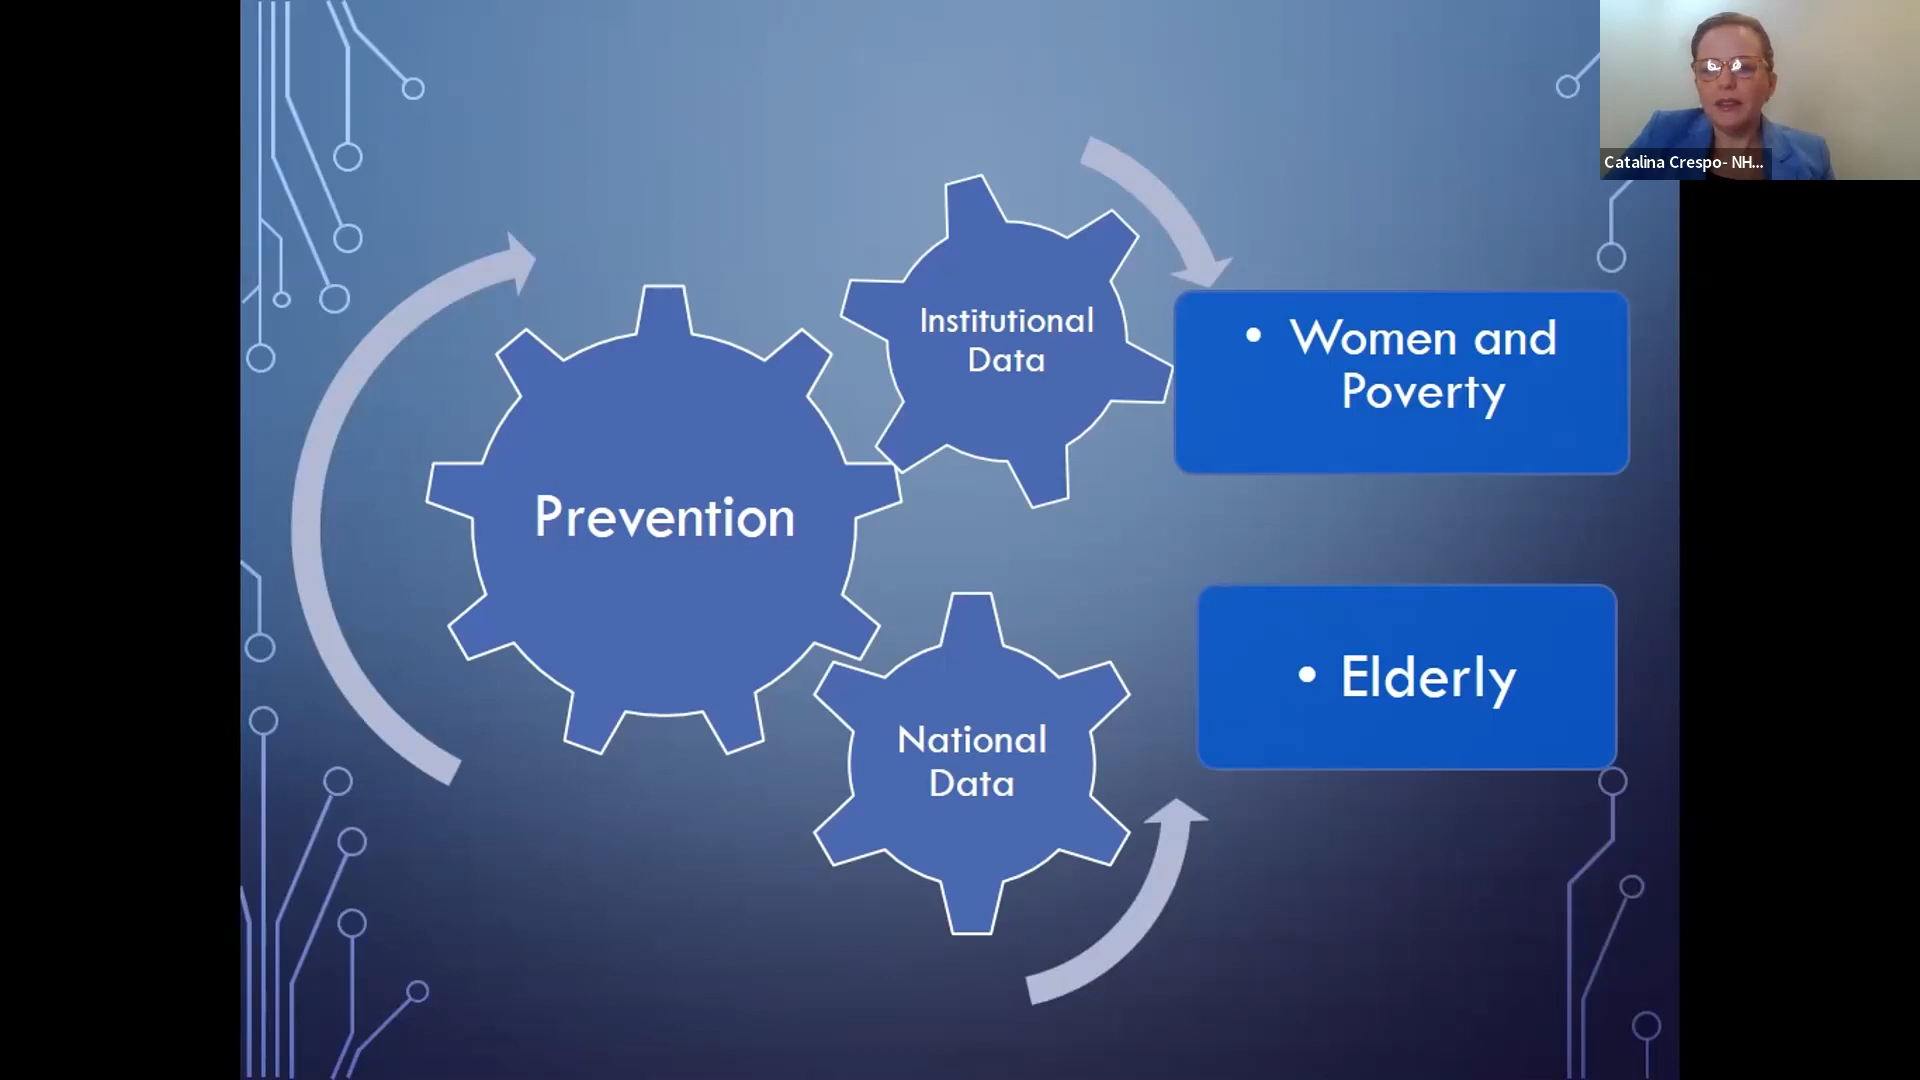 Catalina Crespo- NH...
Institutional
Data
• Women and
Poverty
Prevention
• Elderly
National
Data